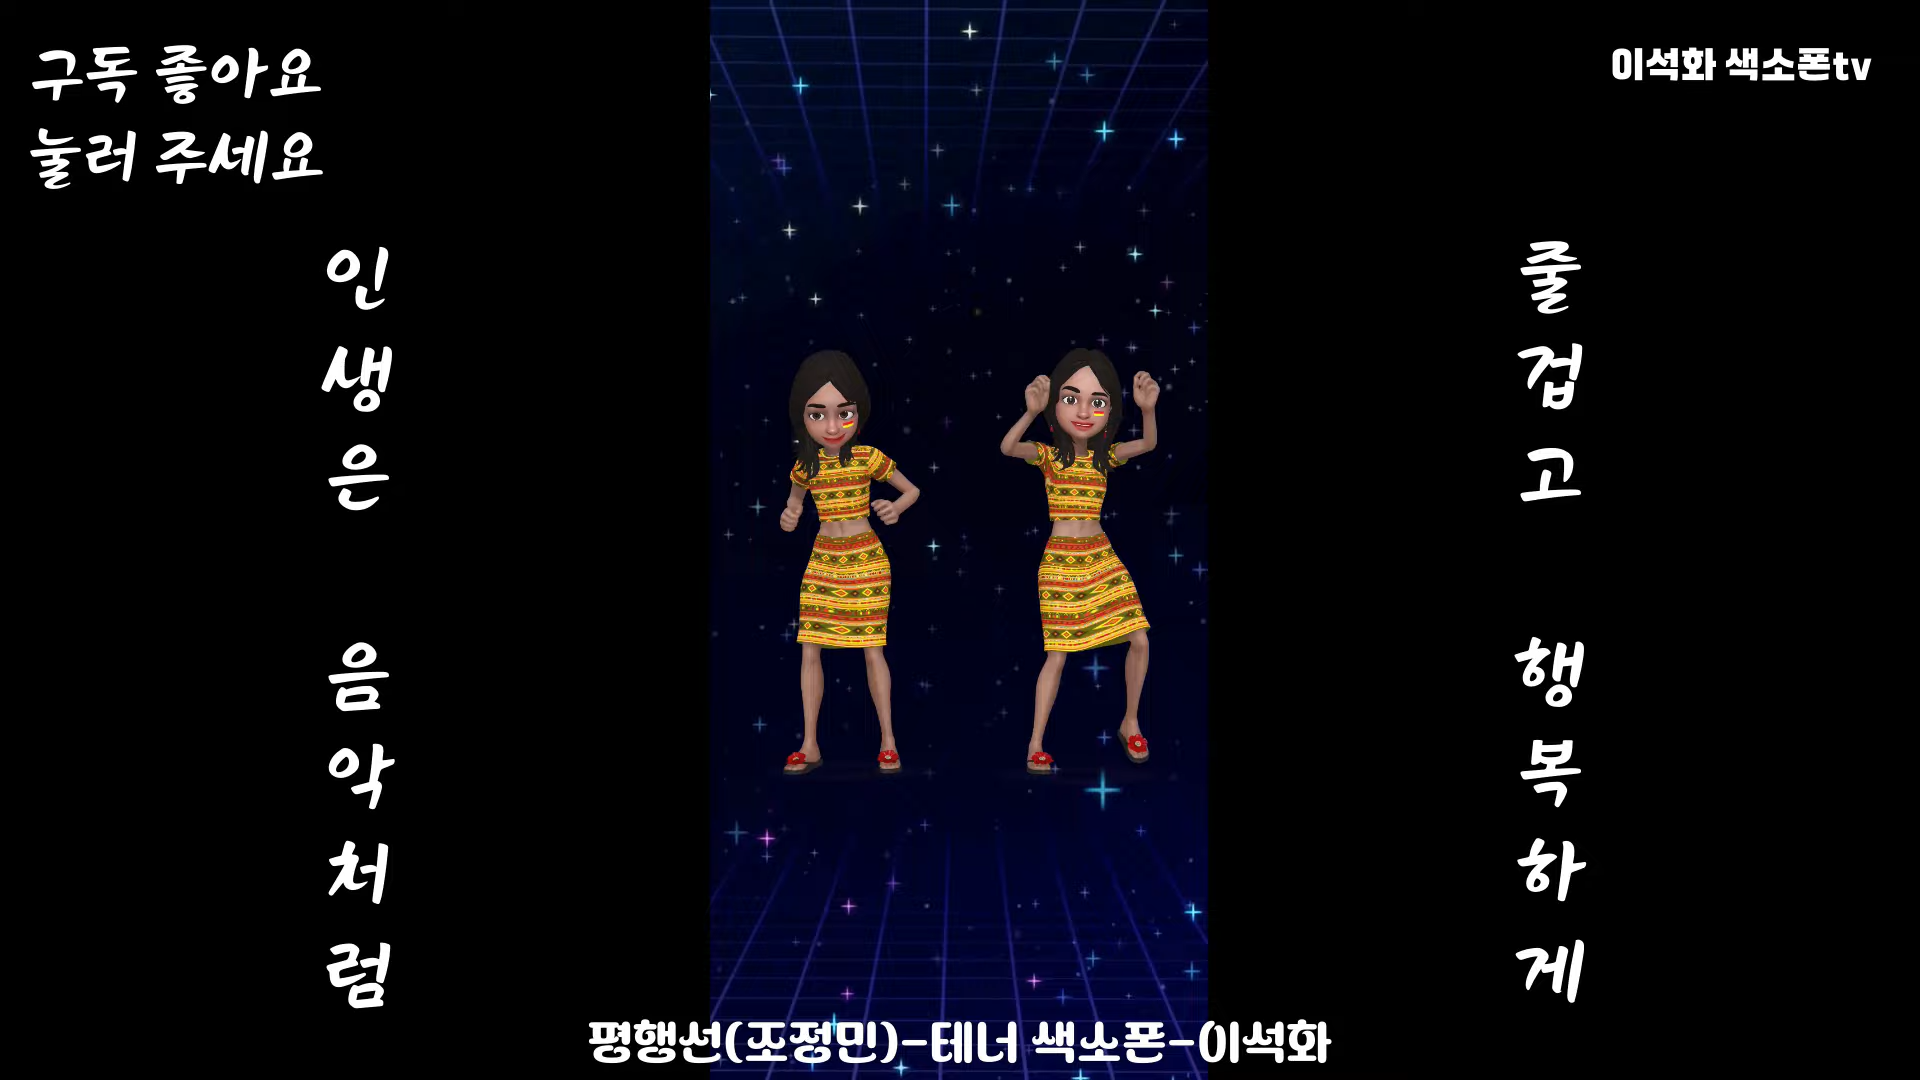 구독 좋아요
눌러 주세요
이석화 색소폰tv
인생은 음악처럼
줄겁고 행복하게
평행선(조정민)-테너 색소폰-이석화